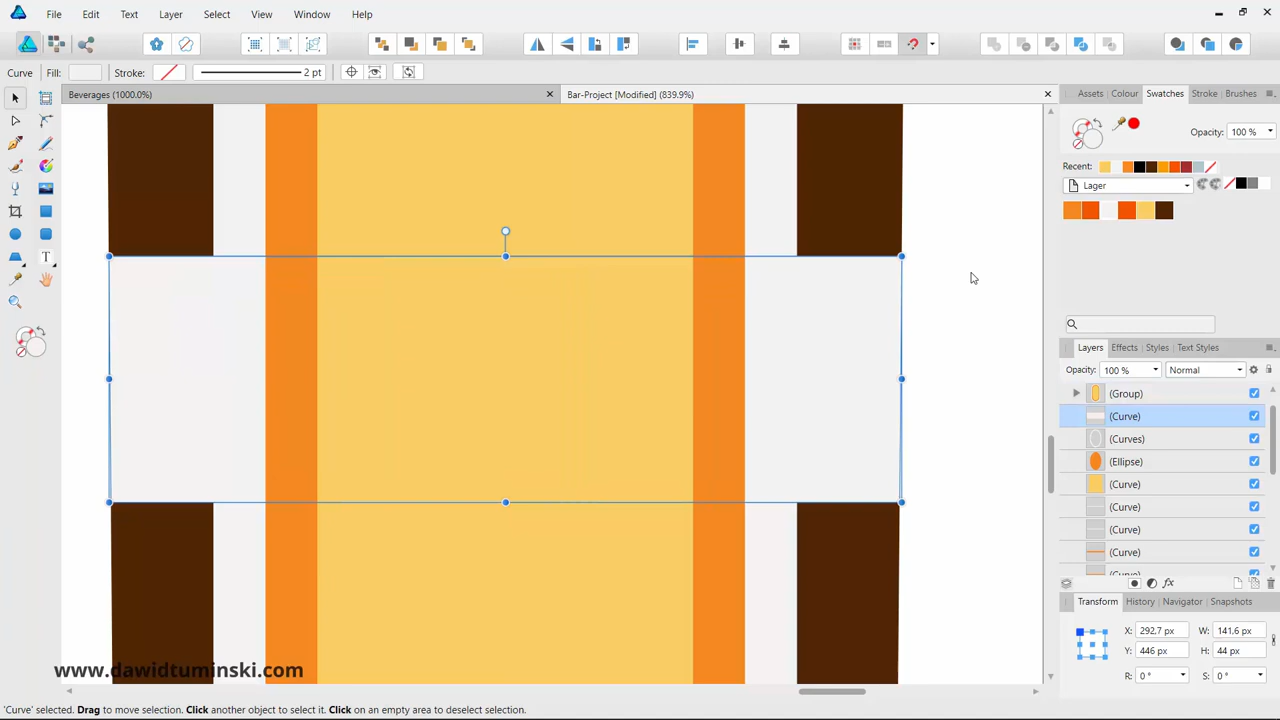 File Edit Text Layer Select View Window Help
Curve Fill: Stroke: 2 pt
Beverages (1000.0%)
Bar-Project [Modified] (839.9%)
Assets Colour Swatches Stroke Brushes
Opacity: 100 %
Recent:
Lager
Layers Effects Styles Text Styles
Opacity: 100 % Normal
(Group)
(Curve)
(Curves)
(Ellipse)
(Curve)
(Curve)
(Curve)
(Curve)
(Curve)
Transform History Navigator Snapshots
X: 292,7 px W: 141,6 px
Y: 446 px H: 44 px
R: 0 ° S: 0 °
www.dawidtuminski.com
'Curve' selected. Drag to move selection. Click another object to select it. Click on an empty area to deselect selection.